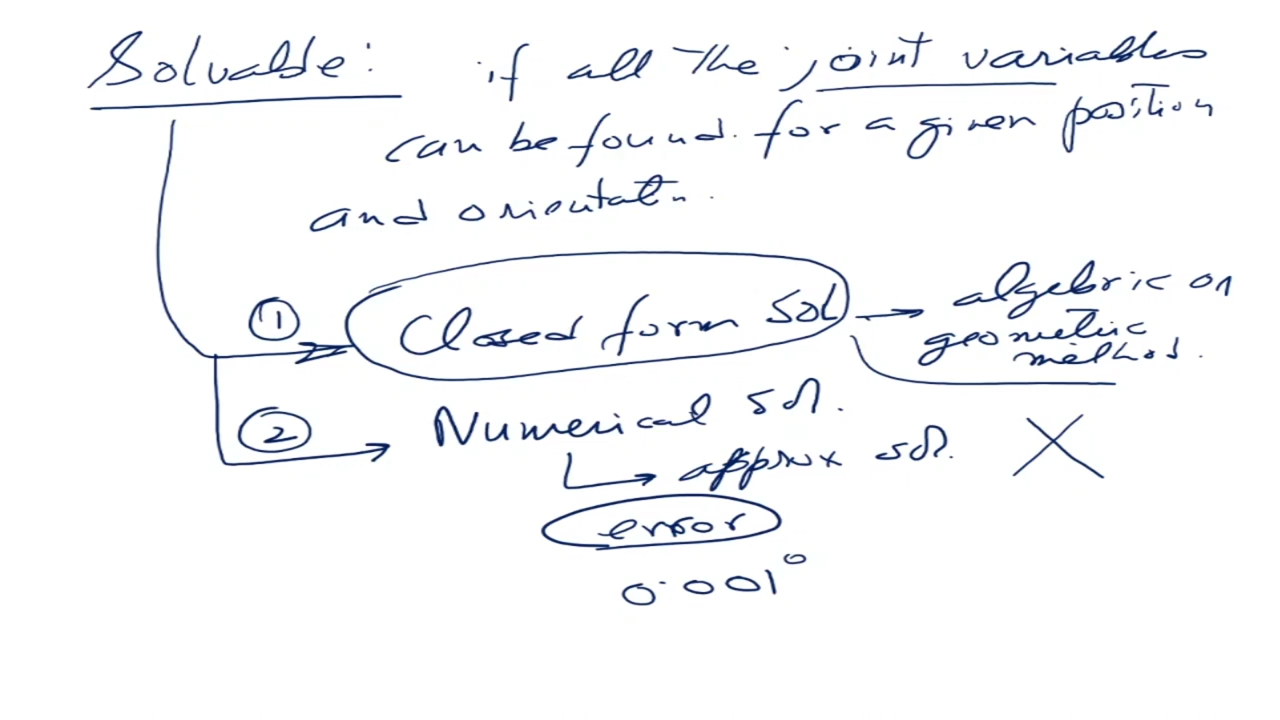 Solvable: if all the joint variables
can be found. for a given position
and orientatn.
① Closed form sol → algebric or
geometric
method.
② Numerical sol.
approx sol. X
error
0.001°